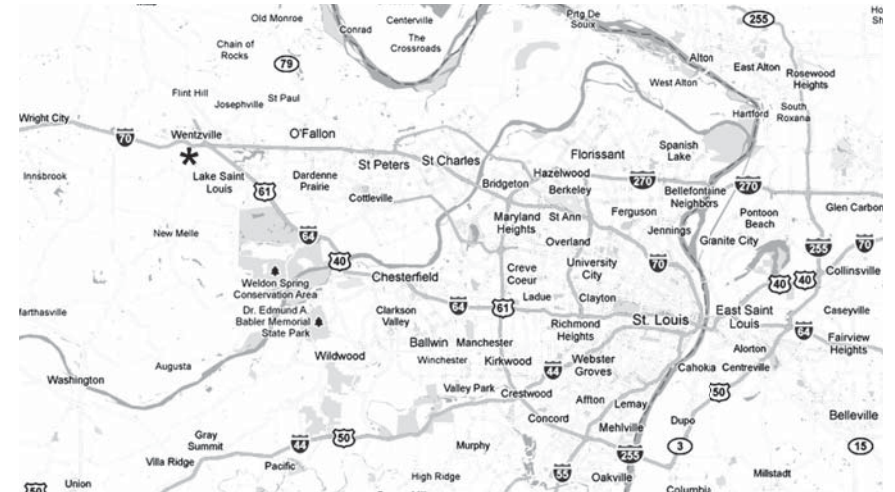 Old Monroe
Centerville
Prtg De
Sioux
255
Conrad
The
Crossroads
Chain of
Rocks
Alton
79
East Alton
West Alton
Rosewood
Heights
Flint Hill
St Paul
Josephville
Hartford
South
Roxana
Wright City
70
Wentzville
O'Fallon
*
St Peters
St Charles
Florissant
Spanish
Lake
Innsbrook
Lake Saint
Louis
Dardenne
Prairie
Hazelwood
Bridgeton
Berkeley
270
Bellefontaine
Neighbors
270
61
Cottleville
Maryland
Heights
St Ann
Ferguson
Pontoon
Beach
Glen Carbon
New Melle
64
Jennings
Overland
Granite City
255
70
40
Weldon Spring
Conservation Area
Chesterfield
Creve
Coeur
University
City
70
Collinsville
40
40
Dr. Edmund A
Babler Memorial
State Park
Clarkson
Valley
64
61
Ladue
Clayton
St. Louis
East Saint
Louis
Caseyville
Marthasville
Richmond
Heights
64
Fairview
Heights
Ballwin
Manchester
Alorton
Wildwood
Winchester
Kirkwood
Webster
Groves
Augusta
44
Cahokia
Centreville
Washington
Valley Park
Crestwood
50
Affton
Lemay
Belleville
Concord
Dupo
Mehlville
Gray
Summit
44
50
Murphy
3
15
Villa Ridge
Pacific
255
High Ridge
55
Oakville
Millstadt
Union
Columbia
50